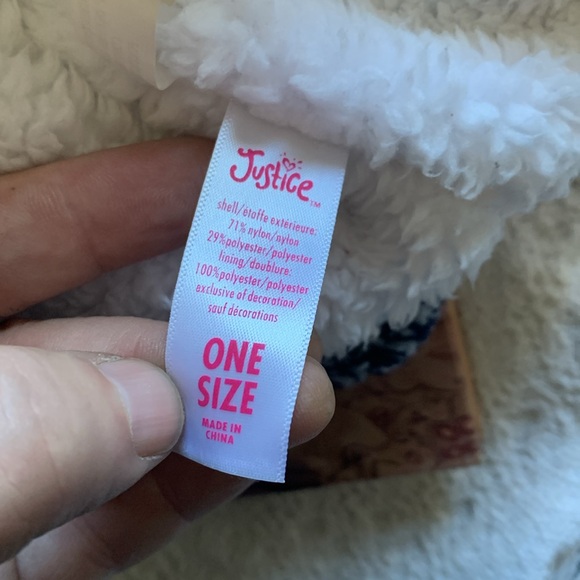 Justice
SM
shell/étoffe extérieure:
71% nylon/nylon
29%polyester/polyester
lining/doublure:
100%polyester/polyester
exclusive of decoration/
sauf décorations
ONE
SIZE
MADE IN
CHINA